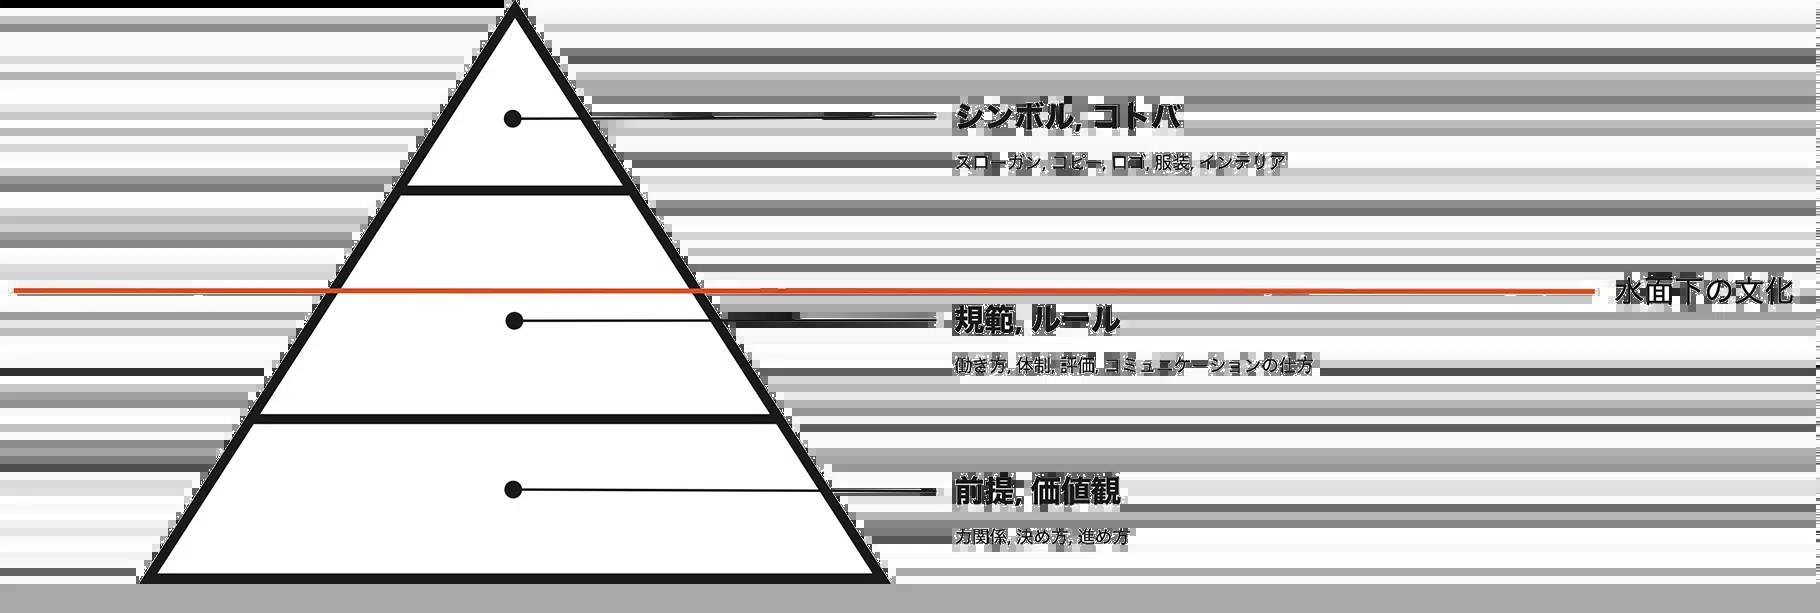 シンボル, コトバ
スローガン, コピー, ロゴ, 服装, インテリア
水面下の文化
規範, ルール
働き方, 体制, 評価, コミュニケーションの仕方
前提, 価値観
力関係, 決め方, 進め方